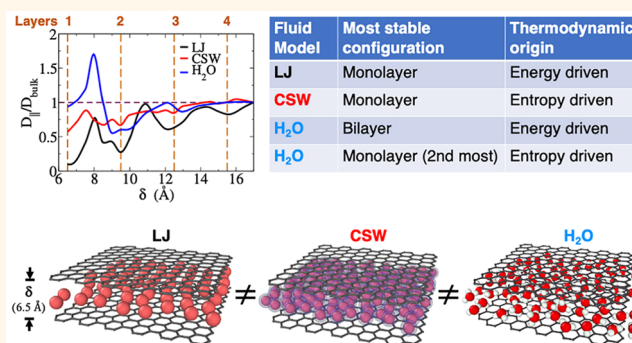 Layers 1 2 3 4
2
1.5
1
0.5
0
D∥/Dbulk
LJ
CSW
H₂O
6 8 10 12 14 16
δ (Å)
Fluid Model Most stable configuration Thermodynamic origin
LJ Monolayer Energy driven
CSW Monolayer Entropy driven
H₂O Bilayer Energy driven
H₂O Monolayer (2nd most) Entropy driven
LJ CSW H₂O
δ
(6.5 Å)
≠ ≠